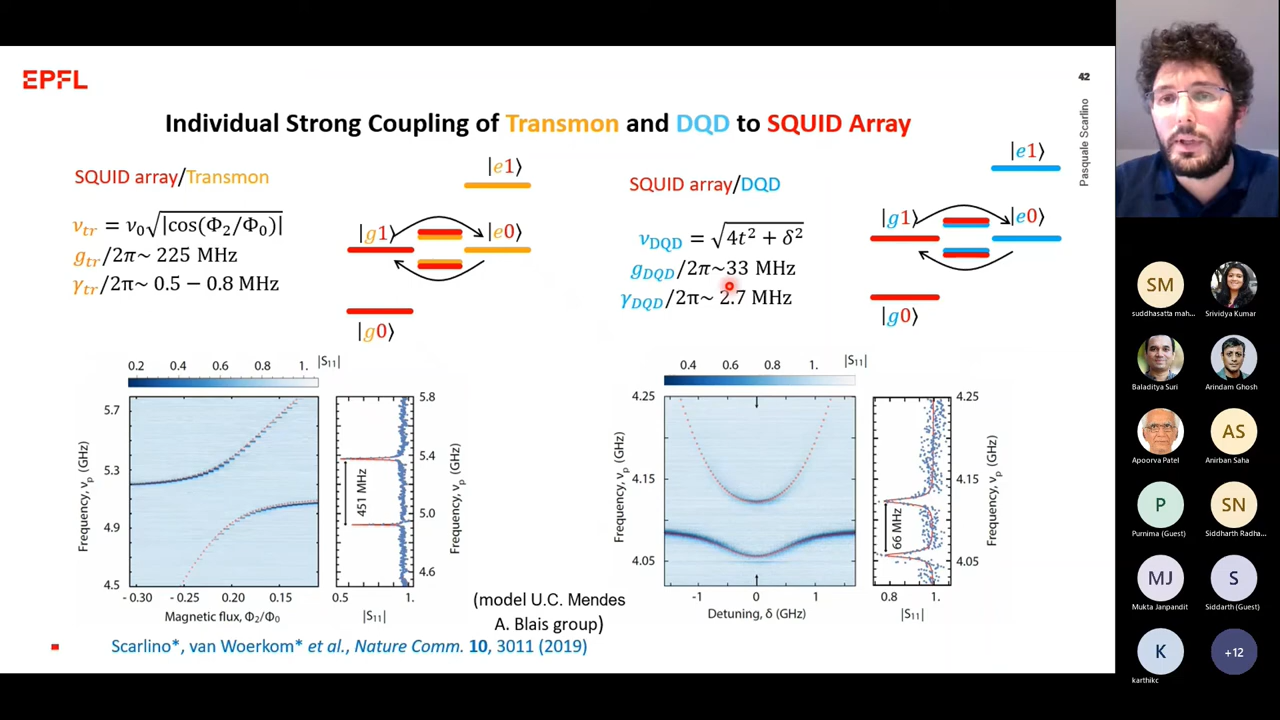 EPFL
42
Pasquale Scarlino
Individual Strong Coupling of Transmon and DQD to SQUID Array
SQUID array/Transmon
ν_tr = ν_0√|cos(Φ_2/Φ_0)|
g_tr/2π~ 225 MHz
γ_tr/2π~ 0.5 − 0.8 MHz
|e1⟩
|g1⟩
|e0⟩
|g0⟩
SQUID array/DQD
ν_DQD = √4t² + δ²
g_DQD/2π~33 MHz
γ_DQD/2π~ 2.7 MHz
|e1⟩
|g1⟩
|e0⟩
|g0⟩
0.2 0.4 0.6 0.8 1. |S₁₁|
5.7
5.3
4.9
4.5
Frequency, ν_p (GHz)
- 0.30 - 0.25 0.20 0.15
Magnetic flux, Φ₂/Φ₀
451 MHz
5.8
5.4
5.0
4.6
Frequency, ν_p (GHz)
0.5 1.
|S₁₁|
0.4 0.6 0.8 1. |S₁₁|
4.25
4.15
4.05
Frequency, ν_p (GHz)
-1 0 1
Detuning, δ (GHz)
66 MHz
4.25
4.15
4.05
Frequency, ν_p (GHz)
0.8 1.
|S₁₁|
(model U.C. Mendes
A. Blais group)
Scarlino*, van Woerkom* et al., Nature Comm. 10, 3011 (2019)
SM
suddhasatta mah...
Srividya Kumar
Baladitya Suri
Arindam Ghosh
Apoorva Patel
AS
Anirban Saha
P
Purnima (Guest)
SN
Siddharth Radha...
MJ
Mukta Janpandit
S
Siddarth (Guest)
K
karthikc
+12